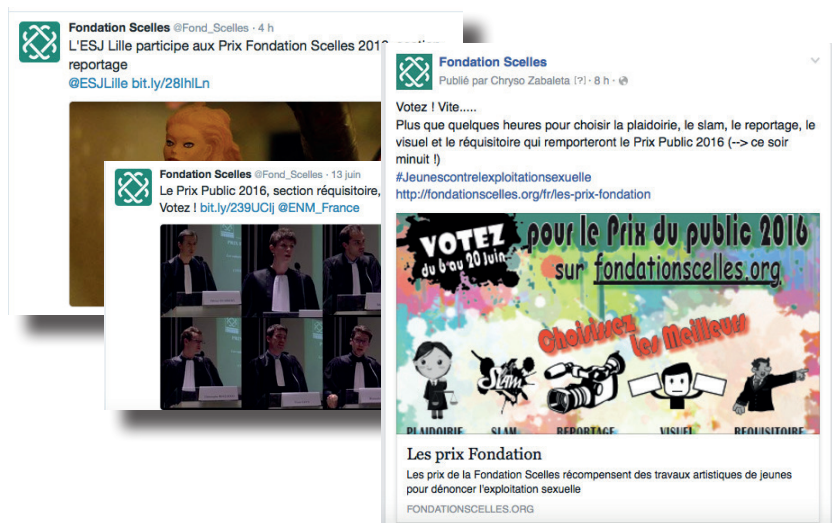 Fondation Scelles @Fond_Scelles · 4 h
L'ESJ Lille participe aux Prix Fondation Scelles 2016, section
reportage
@ESJLille bit.ly/28IhlLn
Fondation Scelles @Fond_Scelles · 13 juin
Le Prix Public 2016, section réquisitoire,
Votez ! bit.ly/239UClj @ENM_France
Fondation Scelles
Publié par Chryso Zabaleta [?] · 8 h ·
Votez ! Vite.....
Plus que quelques heures pour choisir la plaidoirie, le slam, le reportage, le
visuel et le réquisitoire qui remporteront le Prix Public 2016 (--> ce soir
minuit !)
#Jeunescontrelexploitationsexuelle
http://fondationscelles.org/fr/les-prix-fondation
VOTEZ pour le Prix du public 2016
du 6 au 20 juin sur fondationscelles.org
Choisissez les Meilleurs
SLAM
PLAIDOIRIE SLAM REPORTAGE VISUEL REQUISITOIRE
Les prix Fondation
Les prix de la Fondation Scelles récompensent des travaux artistiques de jeunes
pour dénoncer l'exploitation sexuelle
FONDATIONSCELLES.ORG